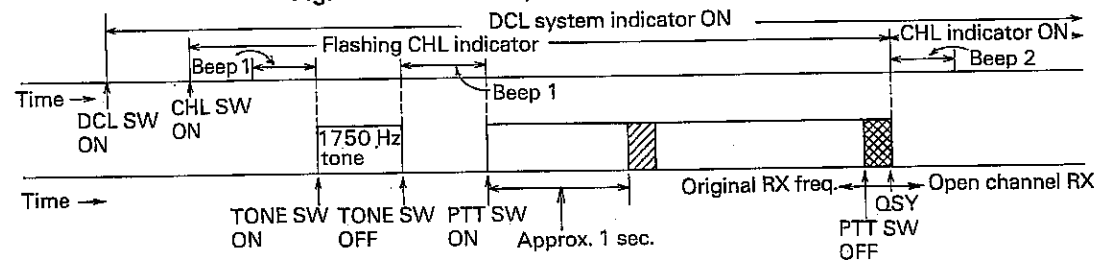 DCL system indicator ON
Flashing CHL indicator
CHL indicator ON
Beep 1
Beep 1
Beep 2
Time
DCL SW
ON
CHL SW
ON
1750 Hz
tone
Original RX freq.
Open channel RX
Time
TONE SW
ON
TONE SW
OFF
PTT SW
ON
Approx. 1 sec.
QSY
PTT SW
OFF